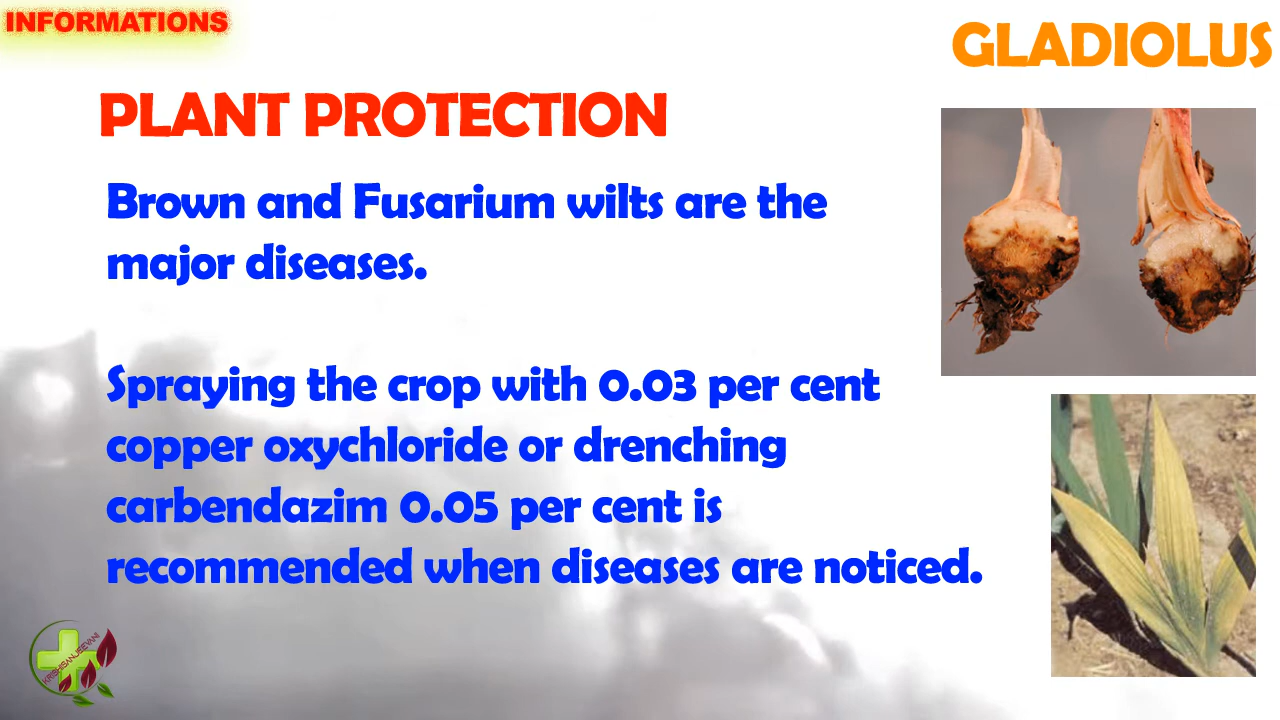 INFORMATIONS
GLADIOLUS
PLANT PROTECTION
Brown and Fusarium wilts are the
major diseases.
Spraying the crop with 0.03 per cent
copper oxychloride or drenching
carbendazim 0.05 per cent is
recommended when diseases are noticed.
KRISHISANJEEVANI